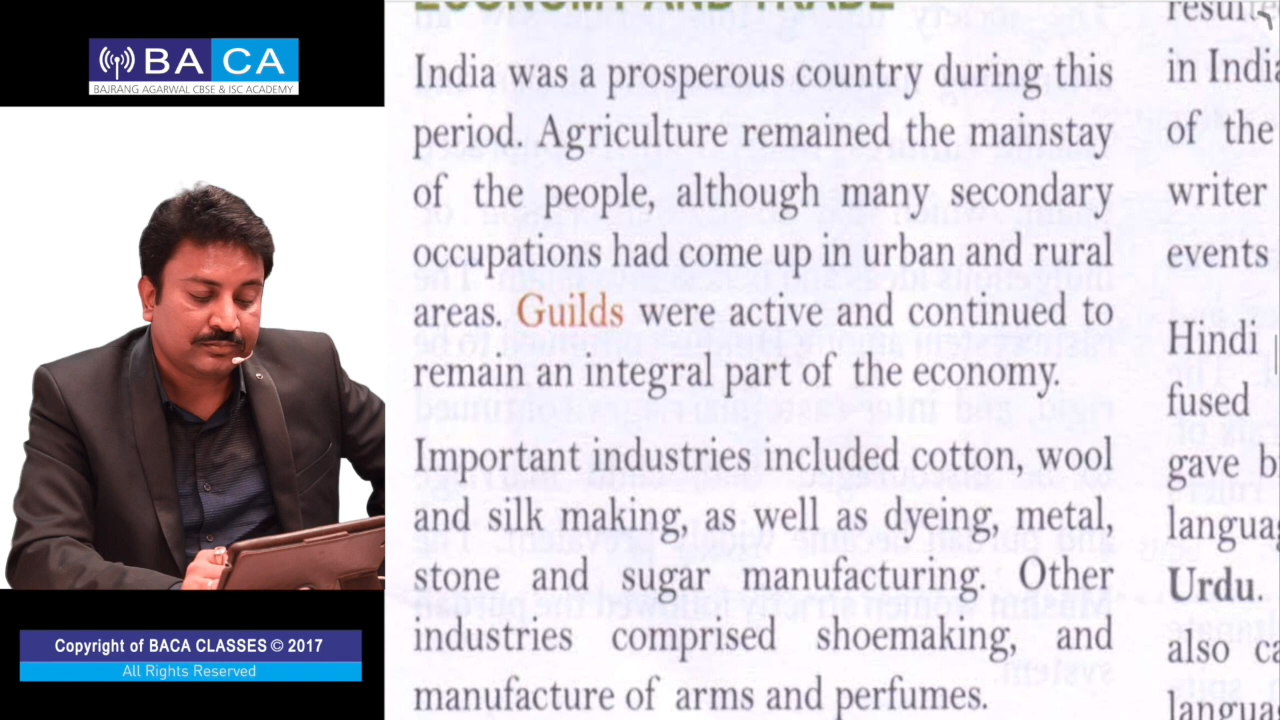 BACA
BAJRANG AGARWAL CBSE & ISC ACADEMY
Copyright of BACA CLASSES © 2017
All Rights Reserved
ECONOMY AND TRADE
India was a prosperous country during this
period. Agriculture remained the mainstay
of the people, although many secondary
occupations had come up in urban and rural
areas. Guilds were active and continued to
remain an integral part of the economy.
Important industries included cotton, wool
and silk making, as well as dyeing, metal,
stone and sugar manufacturing. Other
industries comprised shoemaking, and
manufacture of arms and perfumes.
in
of the
writer
events
Hindi
fused
gave
Urdu.
also